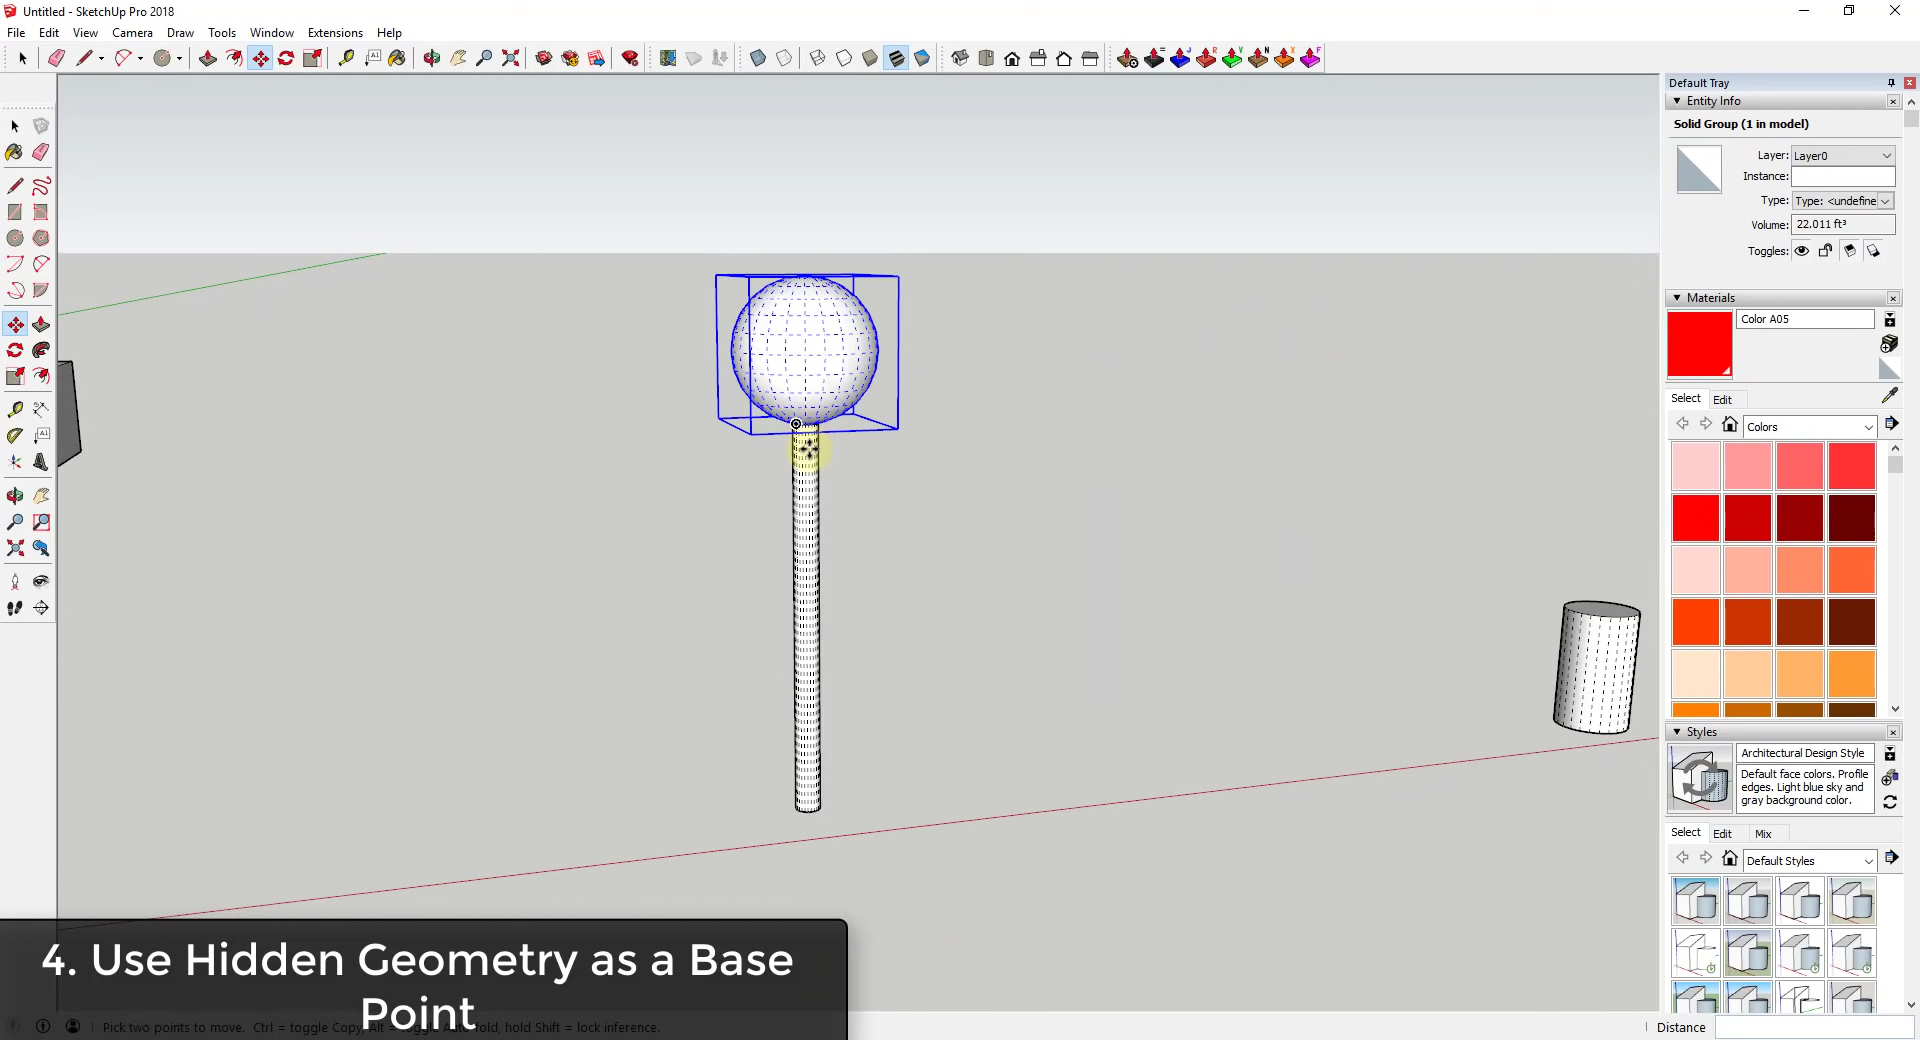 Untitled - SketchUp Pro 2018
File Edit View Camera Draw Tools Window Extensions Help
Default Tray
Entity Info
Solid Group (1 in model)
Layer: Layer0
Instance:
Type: Type: <undefine
Volume: 22.011 ft³
Toggles:
Materials
Color A05
Select Edit
Colors
Styles
Architectural Design Style
Default face colors. Profile
edges. Light blue sky and
gray background color.
Select Edit Mix
Default Styles
4. Use Hidden Geometry as a Base
Point
Pick two points to move. Ctrl = toggle Copy, Alt = toggle Auto-fold, hold Shift = lock inference.
Distance